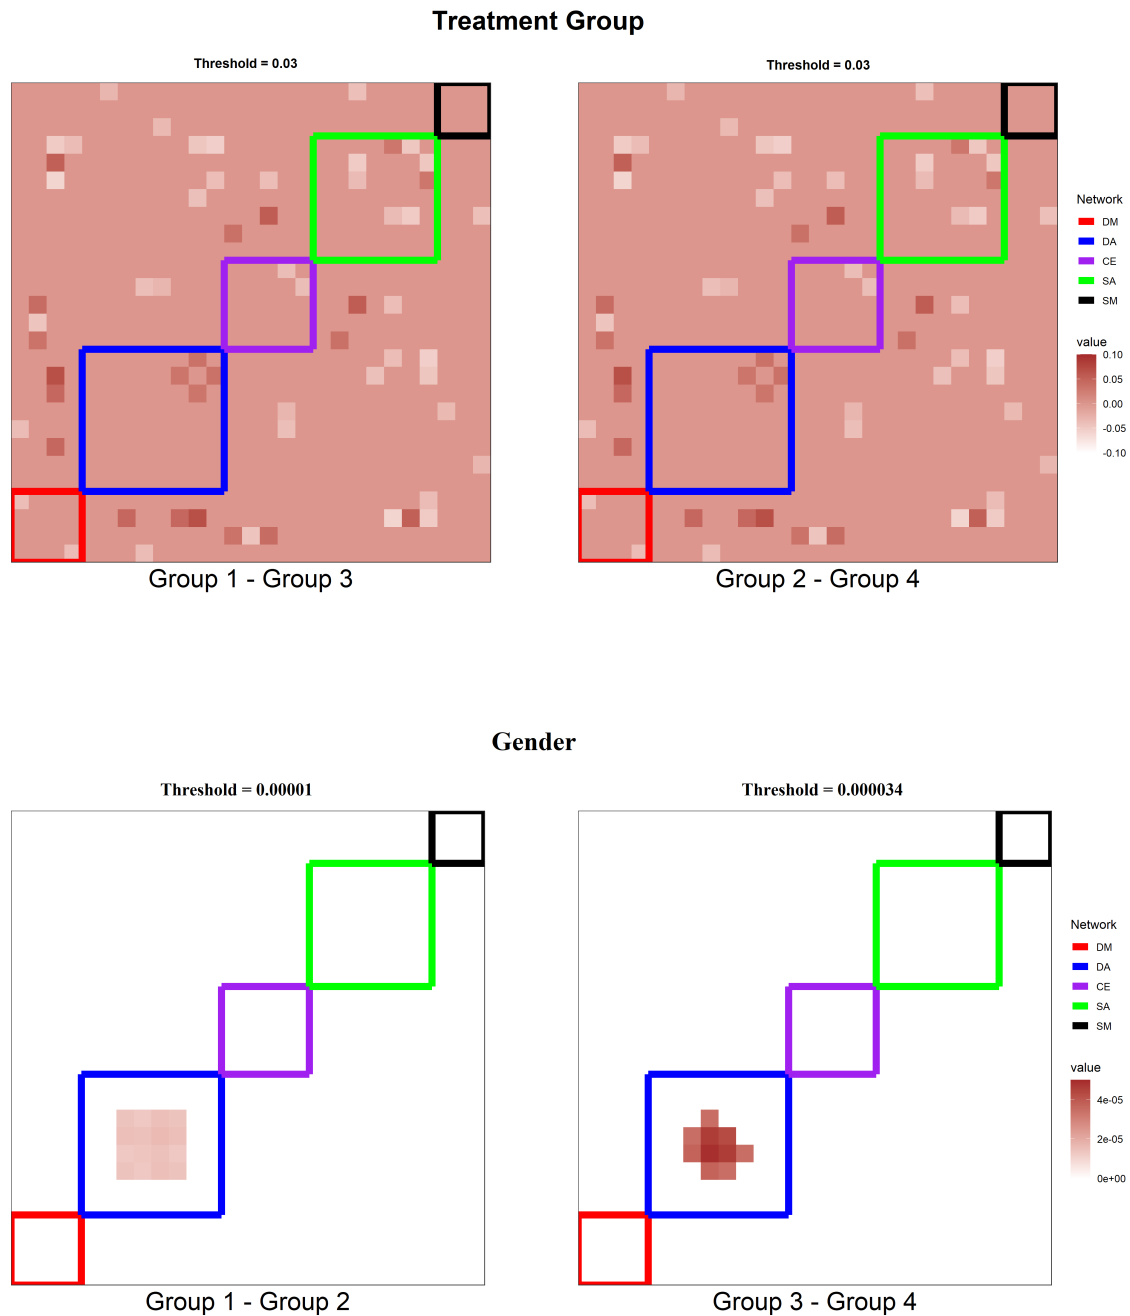 Treatment Group
Threshold = 0.03
Threshold = 0.03
Network
DM
DA
CE
SA
SM
value
0.10
0.05
0.00
-0.05
-0.10
Group 1 - Group 3
Group 2 - Group 4
Gender
Threshold = 0.00001
Threshold = 0.000034
Network
DM
DA
CE
SA
SM
value
4e-05
2e-05
0e+00
Group 1 - Group 2
Group 3 - Group 4